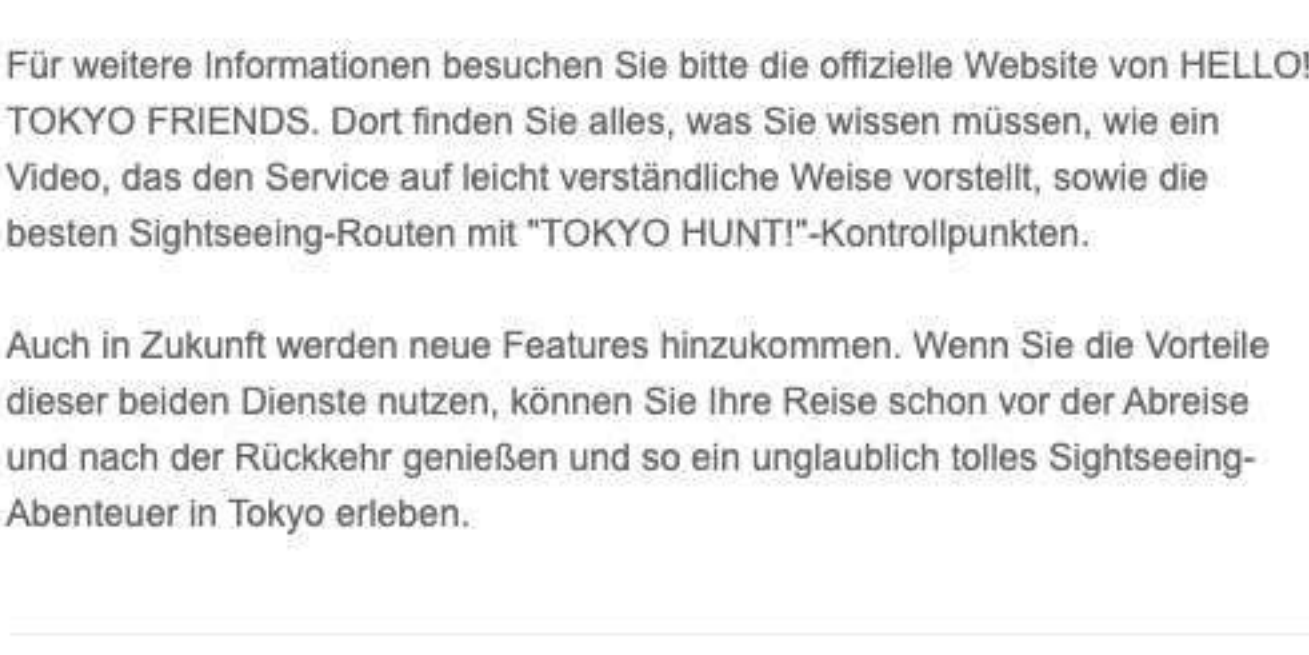 Für weitere Informationen besuchen Sie bitte die offizielle Website von HELLO!
TOKYO FRIENDS. Dort finden Sie alles, was Sie wissen müssen, wie ein
Video, das den Service auf leicht verständliche Weise vorstellt, sowie die
besten Sightseeing-Routen mit "TOKYO HUNT!"-Kontrollpunkten.
Auch in Zukunft werden neue Features hinzukommen. Wenn Sie die Vorteile
dieser beiden Dienste nutzen, können Sie Ihre Reise schon vor der Abreise
und nach der Rückkehr genießen und so ein unglaublich tolles Sightseeing-
Abenteuer in Tokyo erleben.